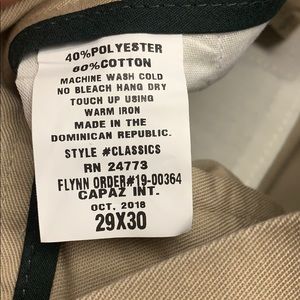 40%POLYESTER
60%COTTON
MACHINE WASH COLD
NO BLEACH HANG DRY
TOUCH UP USING
WARM IRON
MADE IN THE
DOMINICAN REPUBLIC.
STYLE #CLASSICS
RN 24773
FLYNN ORDER#19-00364
CAPAZ INT.
OCT, 2018
29X30